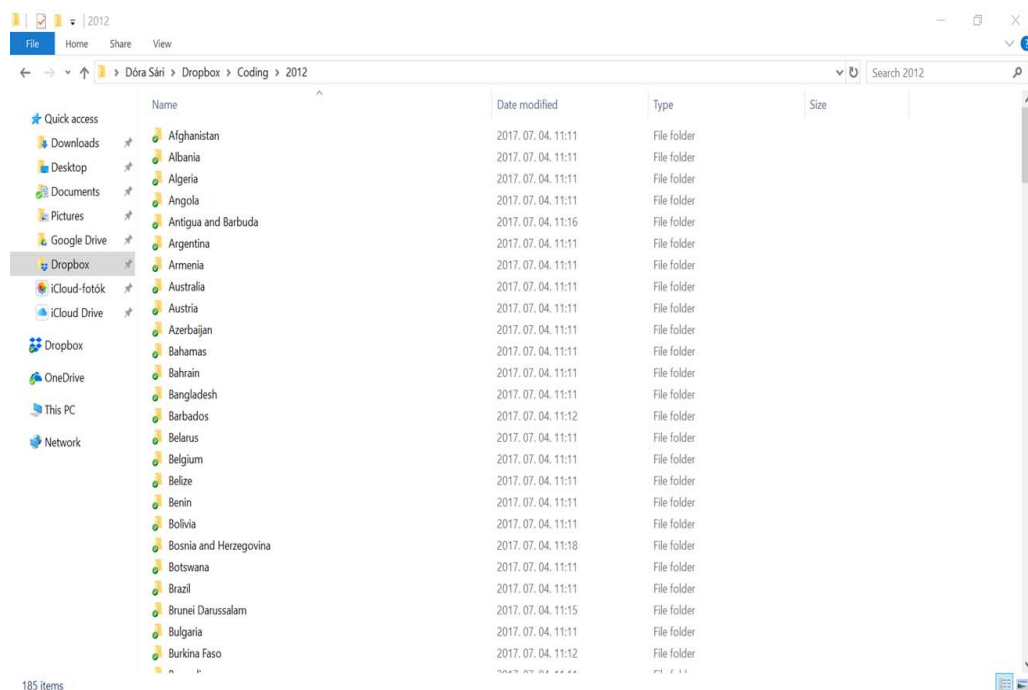 2012
File Home Share View
Dóra Sári > Dropbox > Coding > 2012 Search 2012
Name Date modified Type Size
Quick access
Downloads
Desktop
Documents
Pictures
Google Drive
Dropbox
iCloud-fotók
iCloud Drive
Dropbox
OneDrive
This PC
Network
Afghanistan 2017. 07. 04. 11:11 File folder
Albania 2017. 07. 04. 11:11 File folder
Algeria 2017. 07. 04. 11:11 File folder
Angola 2017. 07. 04. 11:11 File folder
Antigua and Barbuda 2017. 07. 04. 11:16 File folder
Argentina 2017. 07. 04. 11:11 File folder
Armenia 2017. 07. 04. 11:11 File folder
Australia 2017. 07. 04. 11:11 File folder
Austria 2017. 07. 04. 11:11 File folder
Azerbaijan 2017. 07. 04. 11:11 File folder
Bahamas 2017. 07. 04. 11:11 File folder
Bahrain 2017. 07. 04. 11:11 File folder
Bangladesh 2017. 07. 04. 11:11 File folder
Barbados 2017. 07. 04. 11:12 File folder
Belarus 2017. 07. 04. 11:11 File folder
Belgium 2017. 07. 04. 11:11 File folder
Belize 2017. 07. 04. 11:11 File folder
Benin 2017. 07. 04. 11:11 File folder
Bolivia 2017. 07. 04. 11:11 File folder
Bosnia and Herzegovina 2017. 07. 04. 11:18 File folder
Botswana 2017. 07. 04. 11:11 File folder
Brazil 2017. 07. 04. 11:11 File folder
Brunei Darussalam 2017. 07. 04. 11:15 File folder
Bulgaria 2017. 07. 04. 11:11 File folder
Burkina Faso 2017. 07. 04. 11:12 File folder
185 items